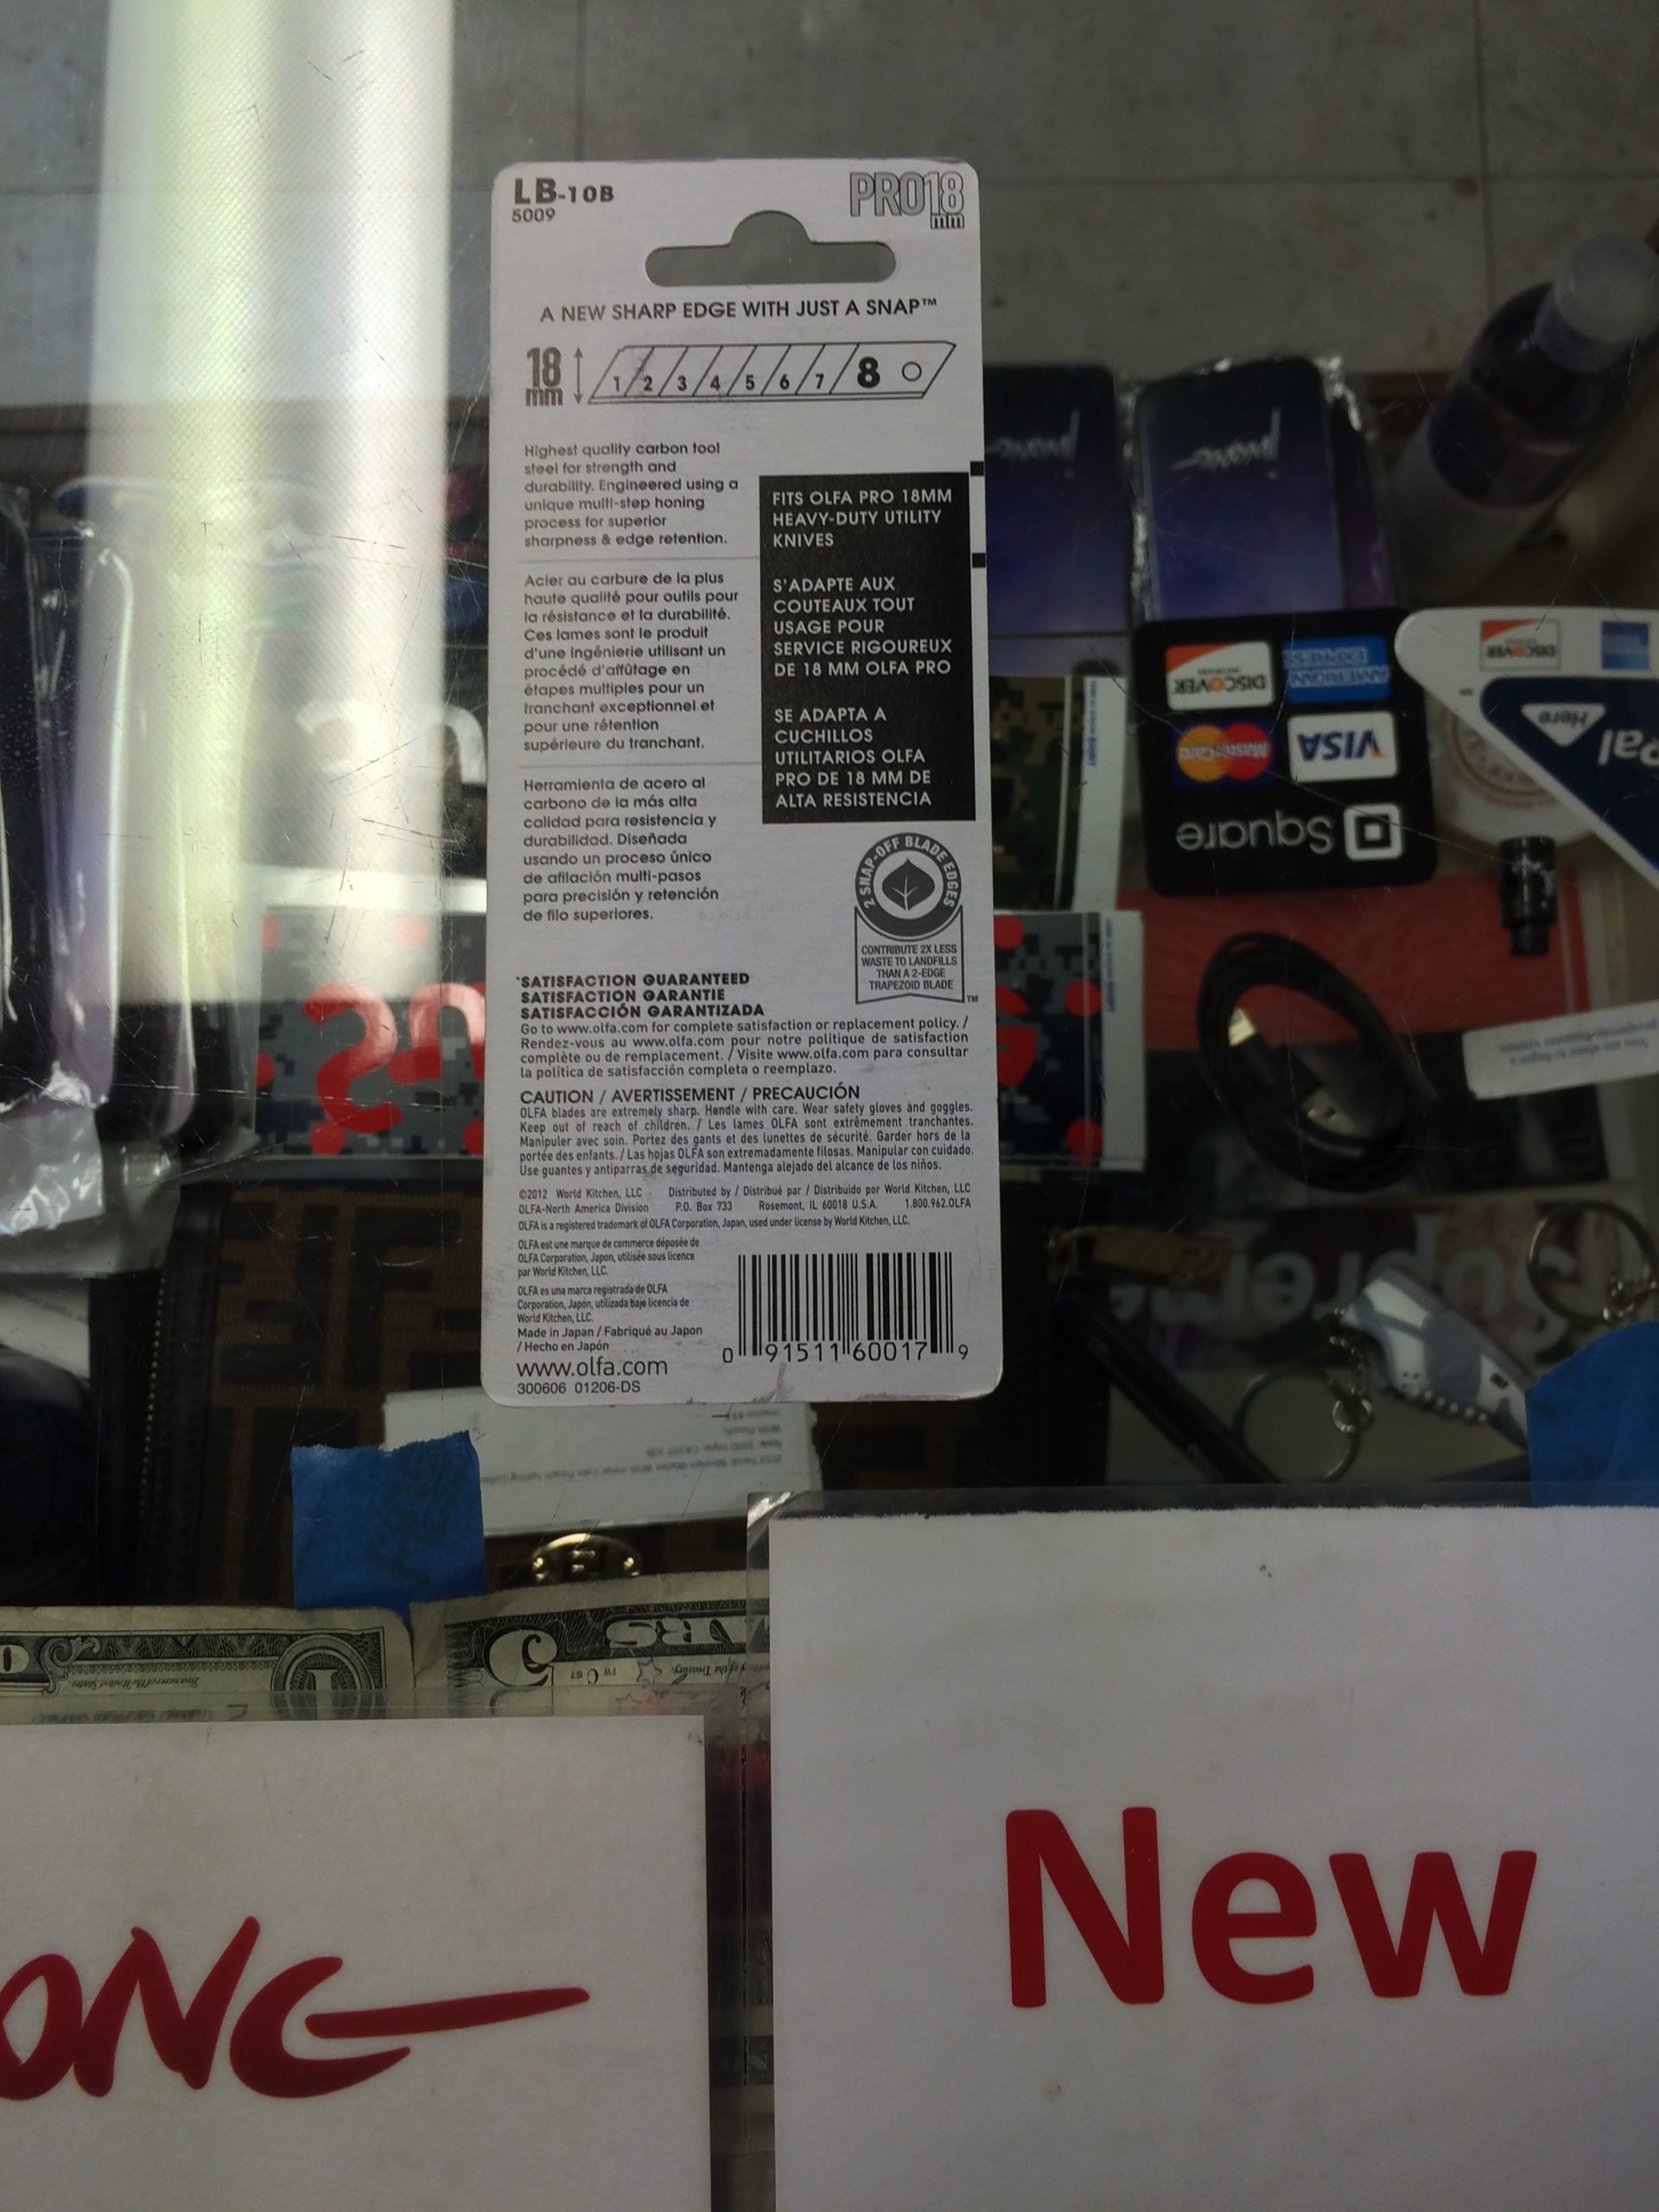 LB-10B
5009
PRO18
mm
A NEW SHARP EDGE WITH JUST A SNAP™
18
mm
1 2 3 4 5 6 7 8
Highest quality carbon tool
steel for strength and
durability. Engineered using a
unique multi-step honing
process for superior
sharpness & edge retention.
Acier au carbure de la plus
haute qualité pour outils pour
la résistance et la durabilité.
Ces lames sont le produit
d'une ingénierie utilisant un
procédé d'affûtage en
étapes multiples pour un
tranchant exceptionnel et
pour une rétention
supérieure du tranchant.
Herramienta de acero al
carbono de la más alta
calidad para resistencia y
durabilidad. Diseñada
usando un proceso único
de afilación multi-pasos
para precisión y retención
de filo superiores.
FITS OLFA PRO 18MM
HEAVY-DUTY UTILITY
KNIVES
S'ADAPTE AUX
COUTEAUX TOUT
USAGE POUR
SERVICE RIGOUREUX
DE 18 MM OLFA PRO
SE ADAPTA A
CUCHILLOS
UTILITARIOS OLFA
PRO DE 18 MM DE
ALTA RESISTENCIA
2 SNAP-OFF BLADE EDGES
CONTRIBUTE 2X LESS
WASTE TO LANDFILLS
THAN A 2-EDGE
TRAPEZOID BLADE
™
*SATISFACTION GUARANTEED
SATISFACTION GARANTIE
SATISFACCIÓN GARANTIZADA
Go to www.olfa.com for complete satisfaction or replacement policy. /
Rendez-vous au www.olfa.com pour notre politique de satisfaction
complète ou de remplacement. / Visite www.olfa.com para consultar
la política de satisfacción completa o reemplazo.
CAUTION / AVERTISSEMENT / PRECAUCIÓN
OLFA blades are extremely sharp. Handle with care. Wear safety gloves and goggles.
Keep out of reach of children. / Les lames OLFA sont extrêmement tranchantes.
Manipuler avec soin. Portez des gants et des lunettes de sécurité. Garder hors de la
portée des enfants. / Las hojas OLFA son extremadamente filosas. Manipular con cuidado.
Use guantes y antiparras de seguridad. Mantenga alejado del alcance de los niños.
©2012 World Kitchen, LLC Distributed by / Distribué par / Distribuido por World Kitchen, LLC
OLFA-North America Division P.O. Box 733 Rosemont, IL 60018 U.S.A. 1.800.962.OLFA
OLFA is a registered trademark of OLFA Corporation, Japan, used under license by World Kitchen, LLC.
OLFA est une marque de commerce déposée de
OLFA Corporation, Japon, utilisée sous licence
par World Kitchen, LLC.
OLFA es una marca registrada de OLFA
Corporation, Japón, utilizada bajo licencia de
World Kitchen, LLC.
Made in Japan / Fabriqué au Japon
/ Hecho en Japón
www.olfa.com
300606 01206-DS
0 91511 60017 9
DISCOVER
AMERICAN EXPRESS
MasterCard
VISA
Square
DISCOVER
Here
Pal
5
New